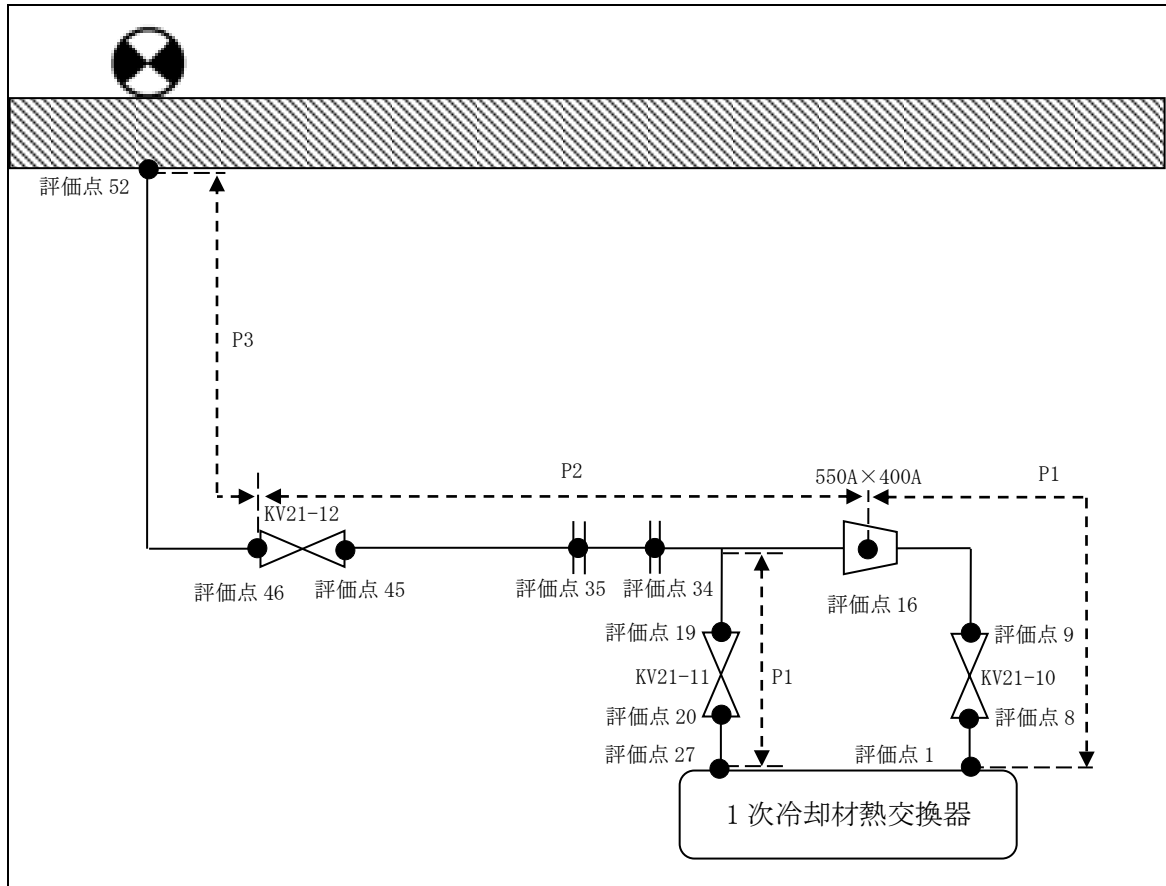 評価点 52
P3
P2
550A×400A
P1
KV21-12
評価点 46
評価点 45
評価点 35
評価点 34
評価点 16
評価点 19
評価点 9
KV21-11
P1
KV21-10
評価点 20
評価点 8
評価点 27
評価点 1
1 次冷却材熱交換器